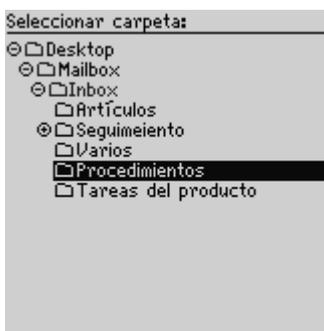 Seleccionar carpeta:
Desktop
Mailbox
Inbox
Artículos
Seguimeiento
Varios
Procedimientos
Tareas del producto